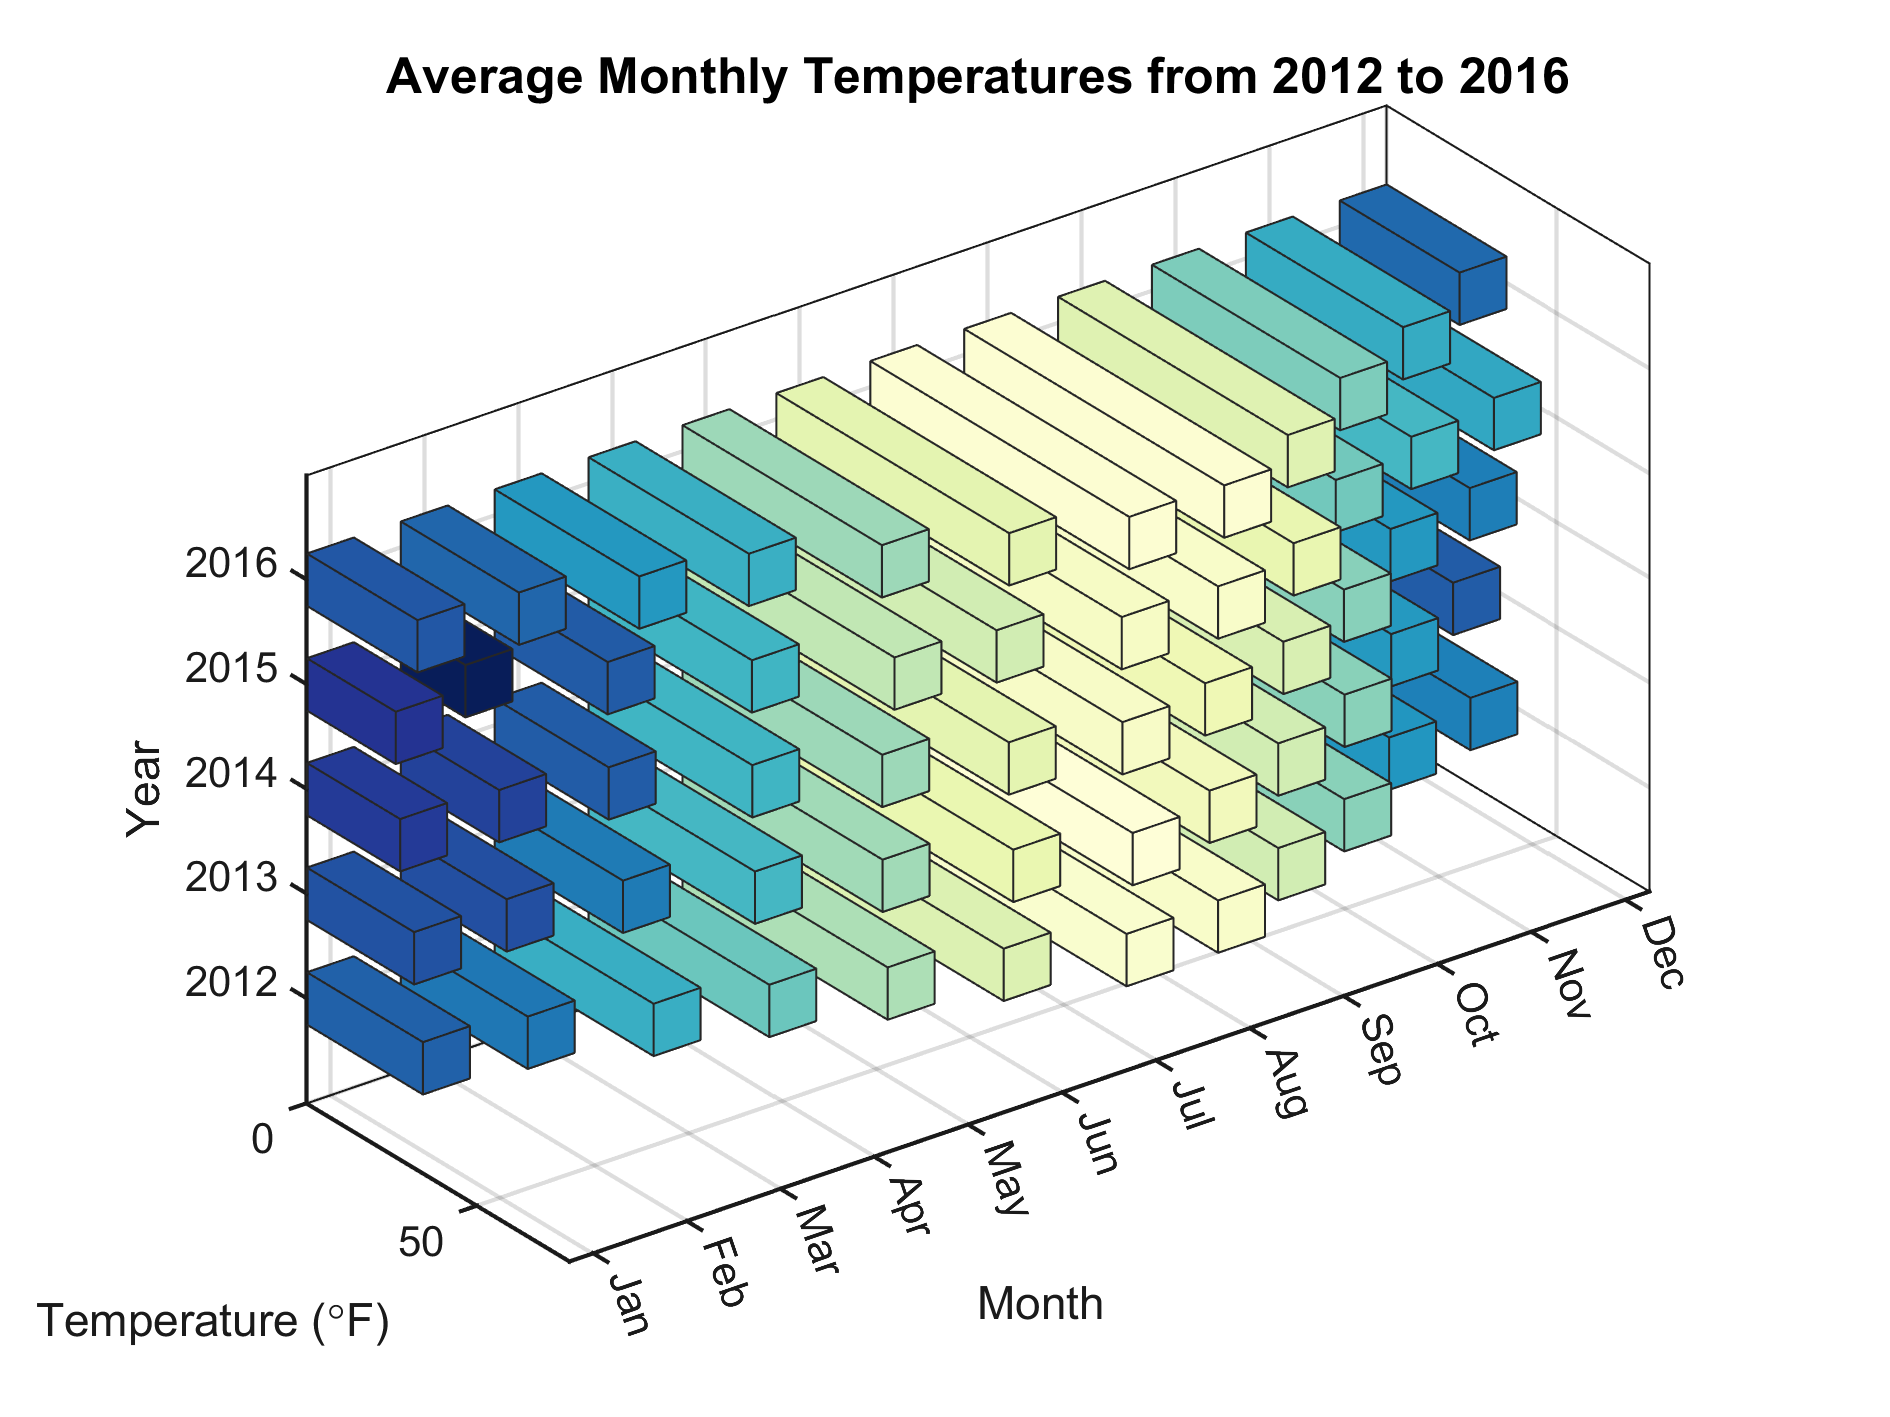 Average Monthly Temperatures from 2012 to 2016
2016
2015
2014
2013
2012
Year
0
50
Temperature (°F)
Jan
Feb
Mar
Apr
May
Jun
Jul
Aug
Sep
Oct
Nov
Dec
Month